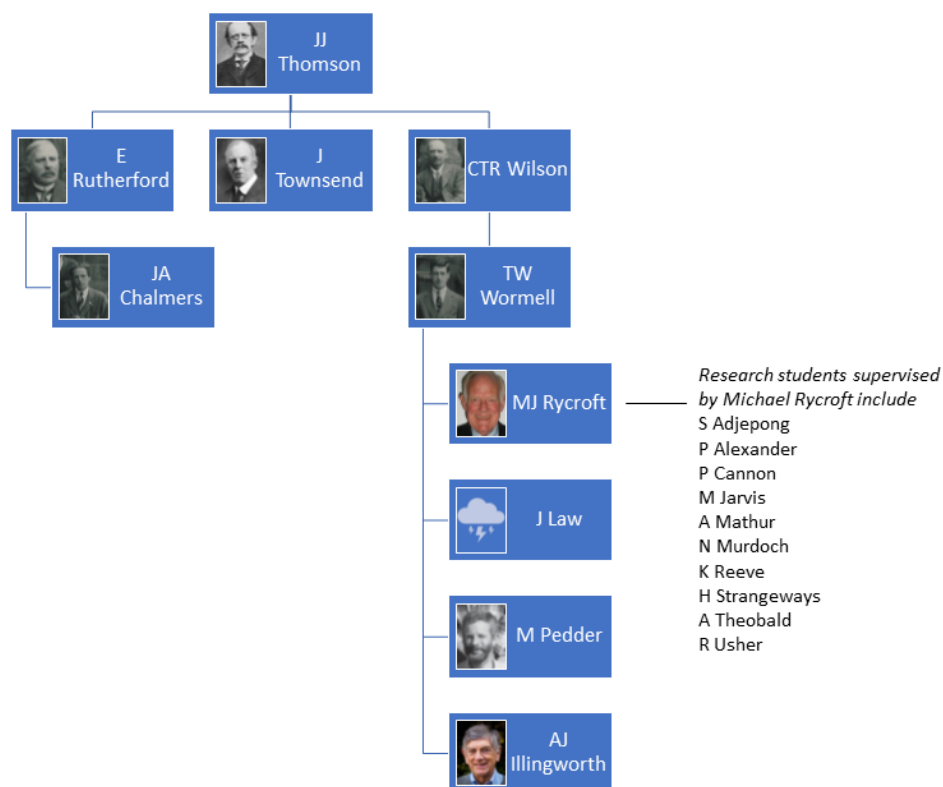 JJ
Thomson
E
Rutherford
J
Townsend
CTR Wilson
JA
Chalmers
TW
Wormell
MJ Rycroft
Research students supervised
by Michael Rycroft include
S Adjepong
P Alexander
P Cannon
M Jarvis
A Mathur
N Murdoch
K Reeve
H Strangeways
A Theobald
R Usher
J Law
M Pedder
AJ
Illingworth